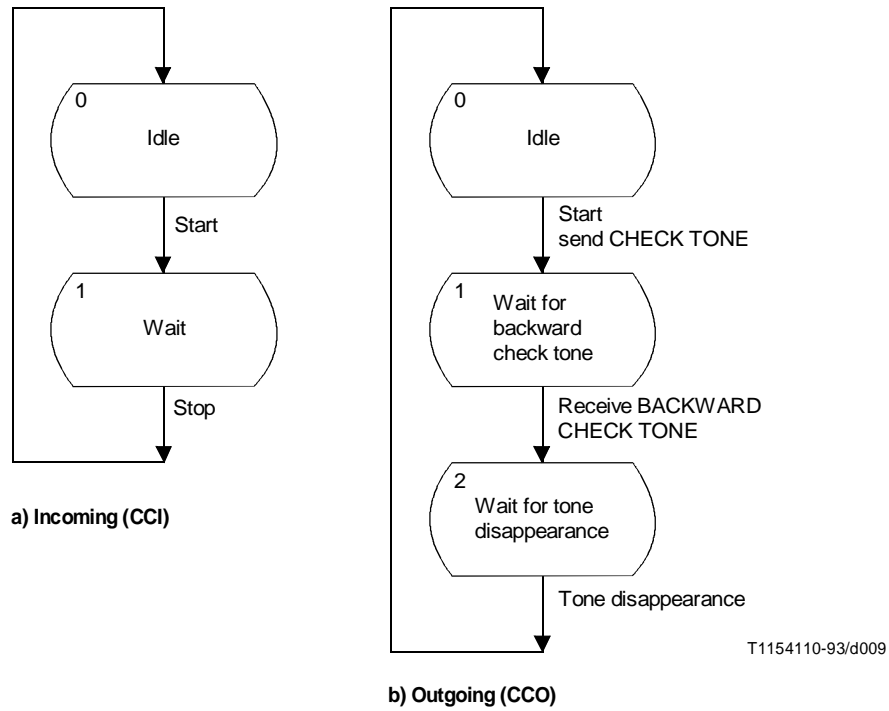 0
Idle
Start
1
Wait
Stop
a) Incoming (CCI)
0
Idle
Start
send CHECK TONE
1
Wait for
backward
check tone
Receive BACKWARD
CHECK TONE
2
Wait for tone
disappearance
Tone disappearance
T1154110-93/d009
b) Outgoing (CCO)